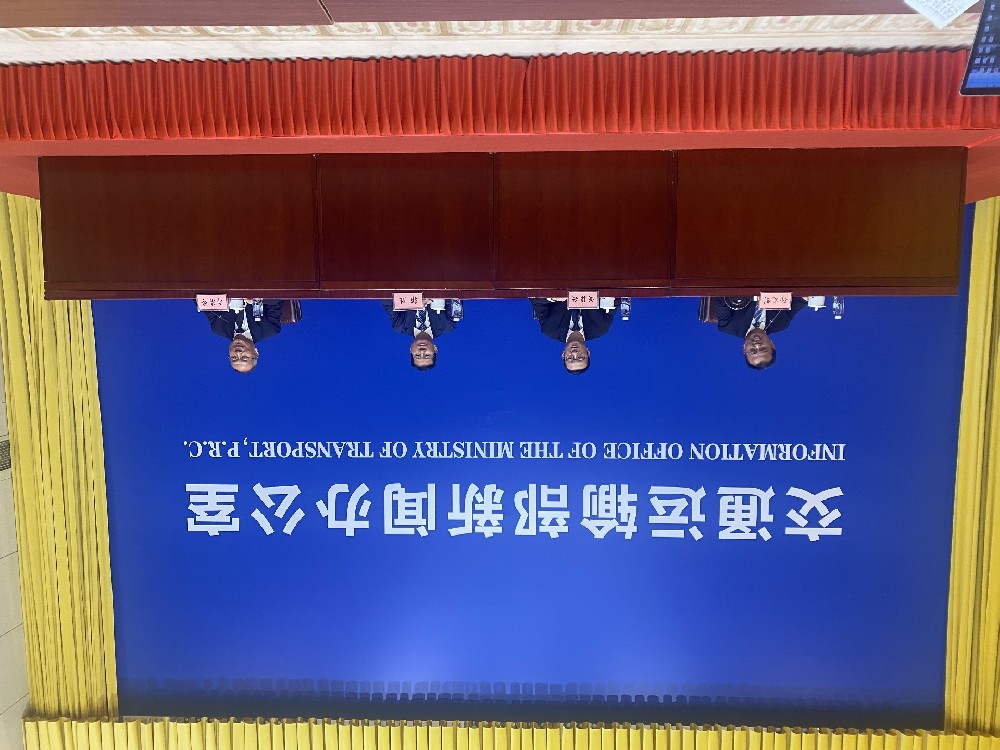 交通运输部新闻办公室
INFORMATION OFFICE OF THE MINISTRY OF TRANSPORT, P.R.C.